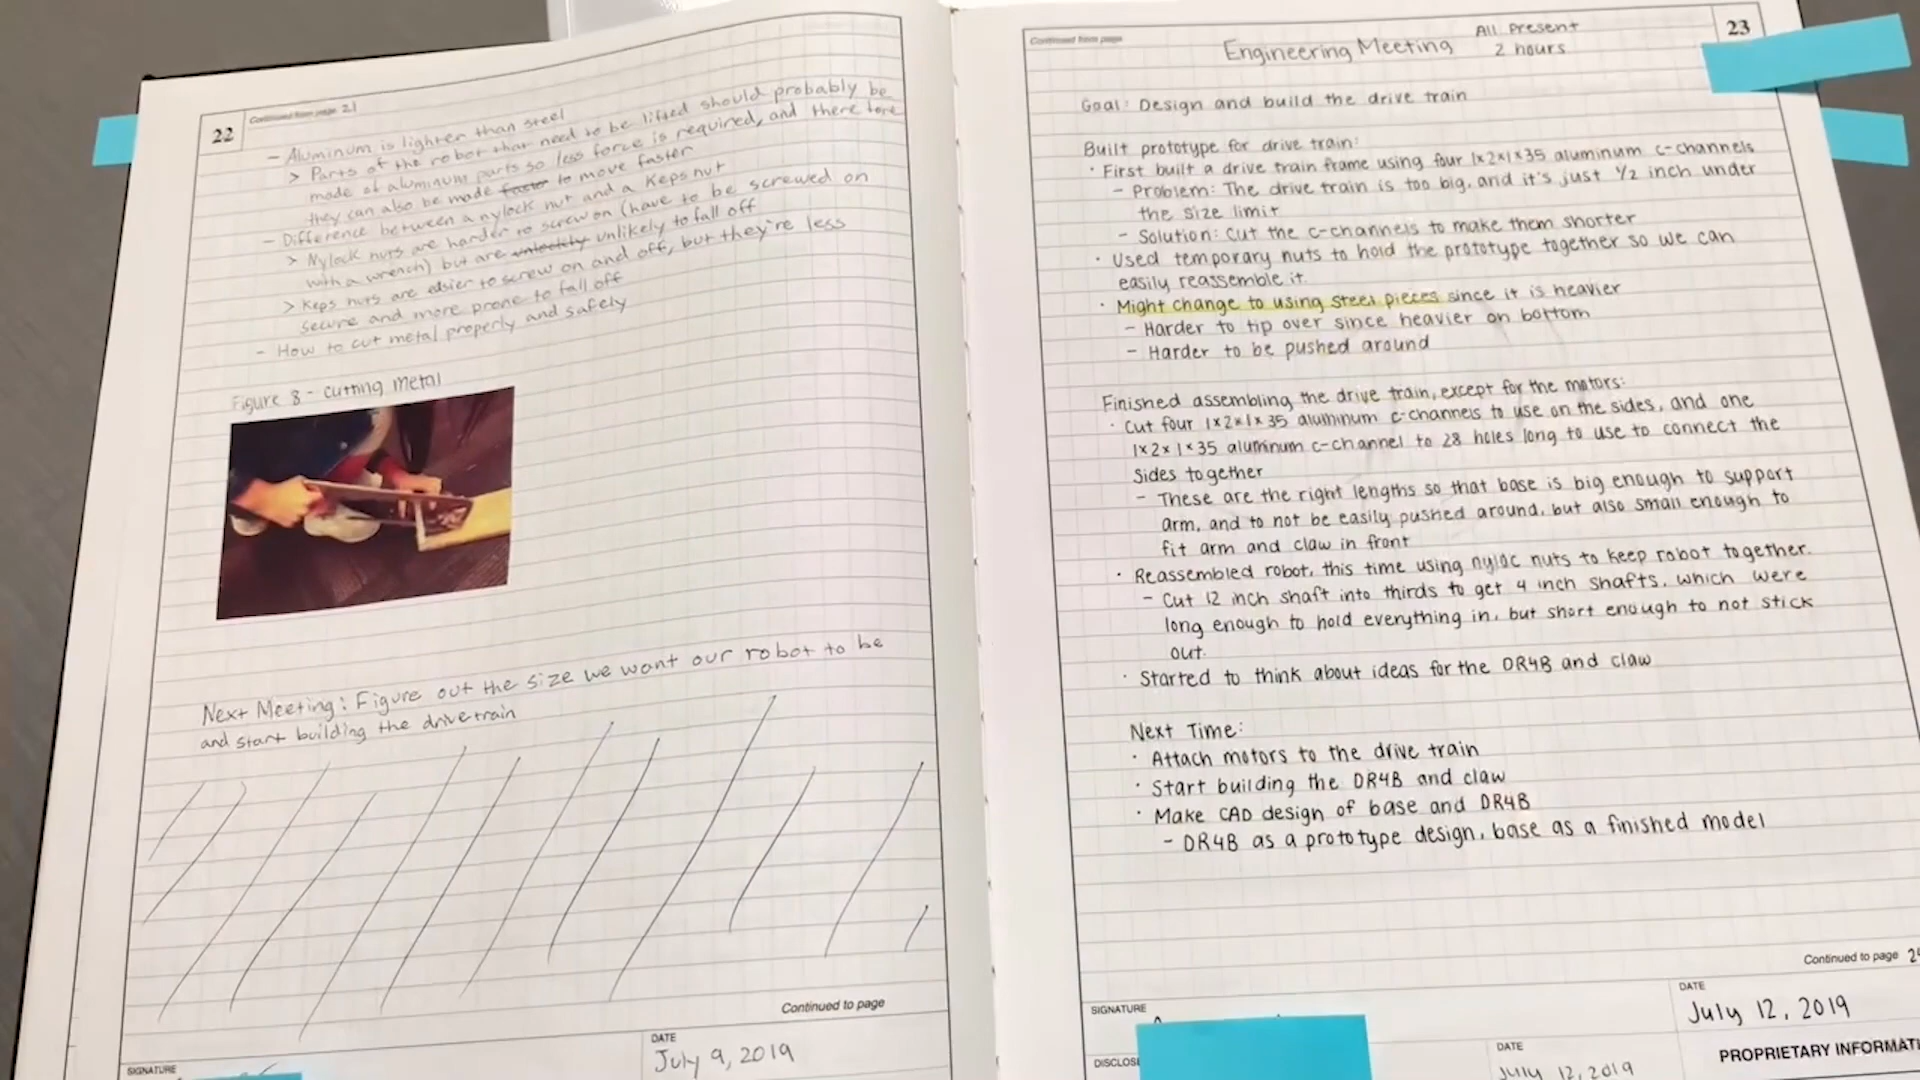 Continued from page 21
22
- Aluminum is lighter than steel
> Parts of the robot that need to be lifted should probably be
made of aluminum parts so less force is required, and there fore
they can also be made faster to move faster
- Difference between a nylock nut and a Keps nut
> Nylock nuts are harder to screw on (have to be screwed on
with a wrench) but are unlikely to fall off
> Keps nuts are easier to screw on and off, but they're less
secure and more prone to fall off
- How to cut metal properly and safely
Figure 8 - cutting metal
Next Meeting: Figure out the size we want our robot to be
and start building the drivetrain
Continued to page
SIGNATURE
DATE
July 9, 2019
Continued from page
Engineering Meeting
All Present
2 hours
23
Goal: Design and build the drive train
Built prototype for drive train:
· First built a drive train frame using four 1x2x1x35 aluminum c-channels
- Problem: The drive train is too big, and it's just 1/2 inch under
the size limit
- Solution: Cut the c-channels to make them shorter
· Used temporary nuts to hold the prototype together so we can
easily reassemble it.
· Might change to using steel pieces since it is heavier
- Harder to tip over since heavier on bottom
- Harder to be pushed around
Finished assembling the drive train, except for the motors:
· Cut four 1x2x1x35 aluminum c-channels to use on the sides, and one
1x2x1x35 aluminum c-channel to 28 holes long to use to connect the
sides together
- These are the right lengths so that base is big enough to support
arm, and to not be easily pushed around, but also small enough to
fit arm and claw in front
· Reassembled robot, this time using nyloc nuts to keep robot together.
- Cut 12 inch shaft into thirds to get 4 inch shafts, which were
long enough to hold everything in, but short enough to not stick
out.
· Started to think about ideas for the DR4B and claw
Next Time:
· Attach motors to the drive train
· Start building the DR4B and claw
· Make CAD design of base and DR4B
- DR4B as a prototype design, base as a finished model
Continued to page
SIGNATURE
DATE
July 12, 2019
DISCLOS
DATE
July 12, 2019
PROPRIETARY INFORMATI